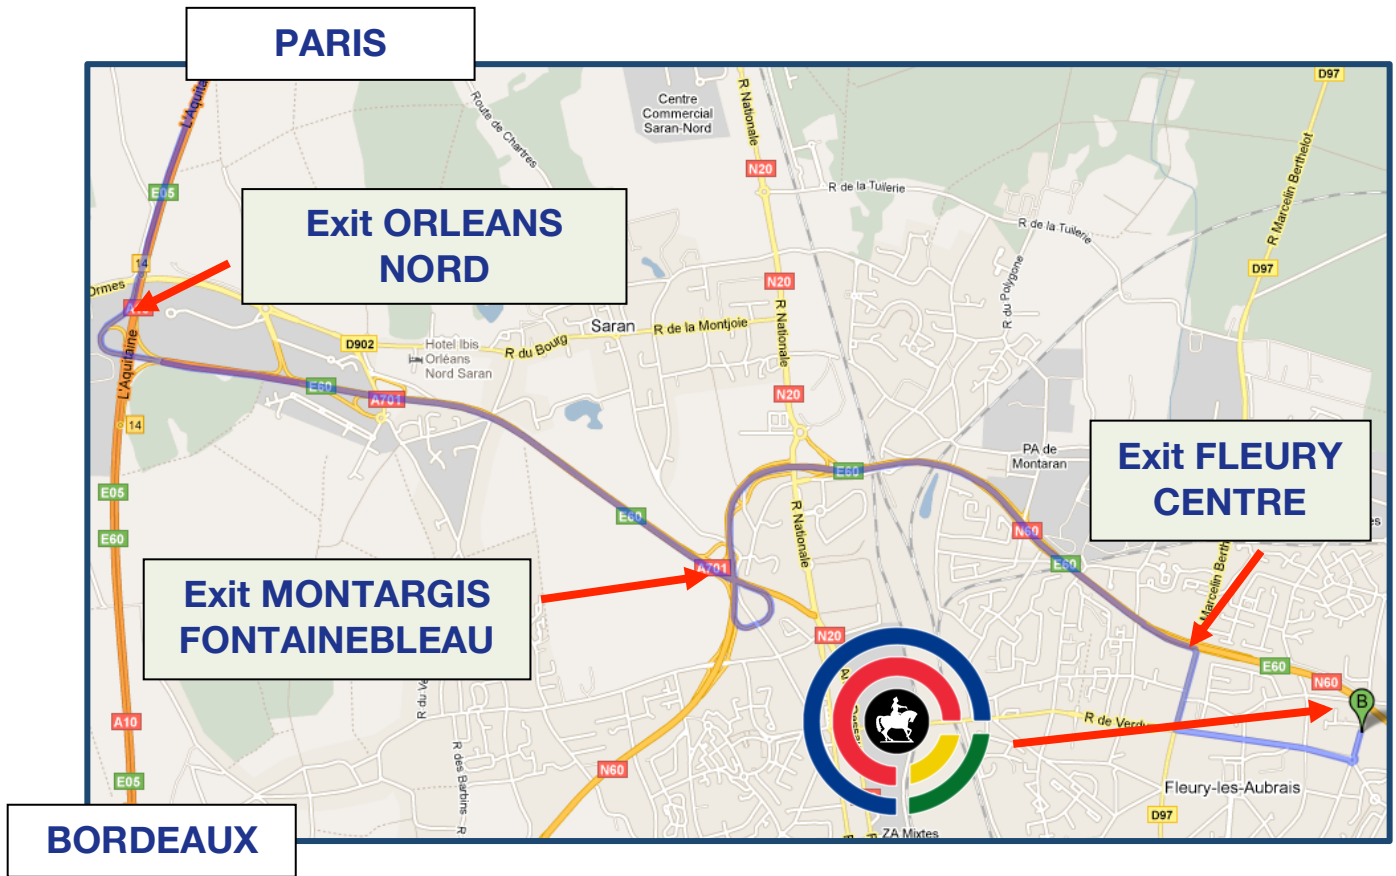 PARIS
D97
L'Aquita
Centre
Commercial
Saran-Nord
R Nationale
Route de Chartres
R Marcelin Berthelot
N20
E05
R de la Tuilerie
Exit ORLEANS
NORD
R de la Tuilerie
14
D97
R du Polygone
Ormes
N20
R Nationale
Saran
R de la Montjoie
D902
Hotel Ibis
Orléans
Nord Saran
R du Bourg
L'Aquitaine
E60
A701
N20
14
Exit FLEURY
CENTRE
PA de
Montaran
E60
E05
E60
R Nationale
N60
E60
E60
A701
Exit MONTARGIS
FONTAINEBLEAU
Marcelin Berth
N20
E60
N60
B
A10
R de Verdu
R des Barbins
R
N60
E05
Fleury-les-Aubrais
D97
ZA Mixtes
BORDEAUX